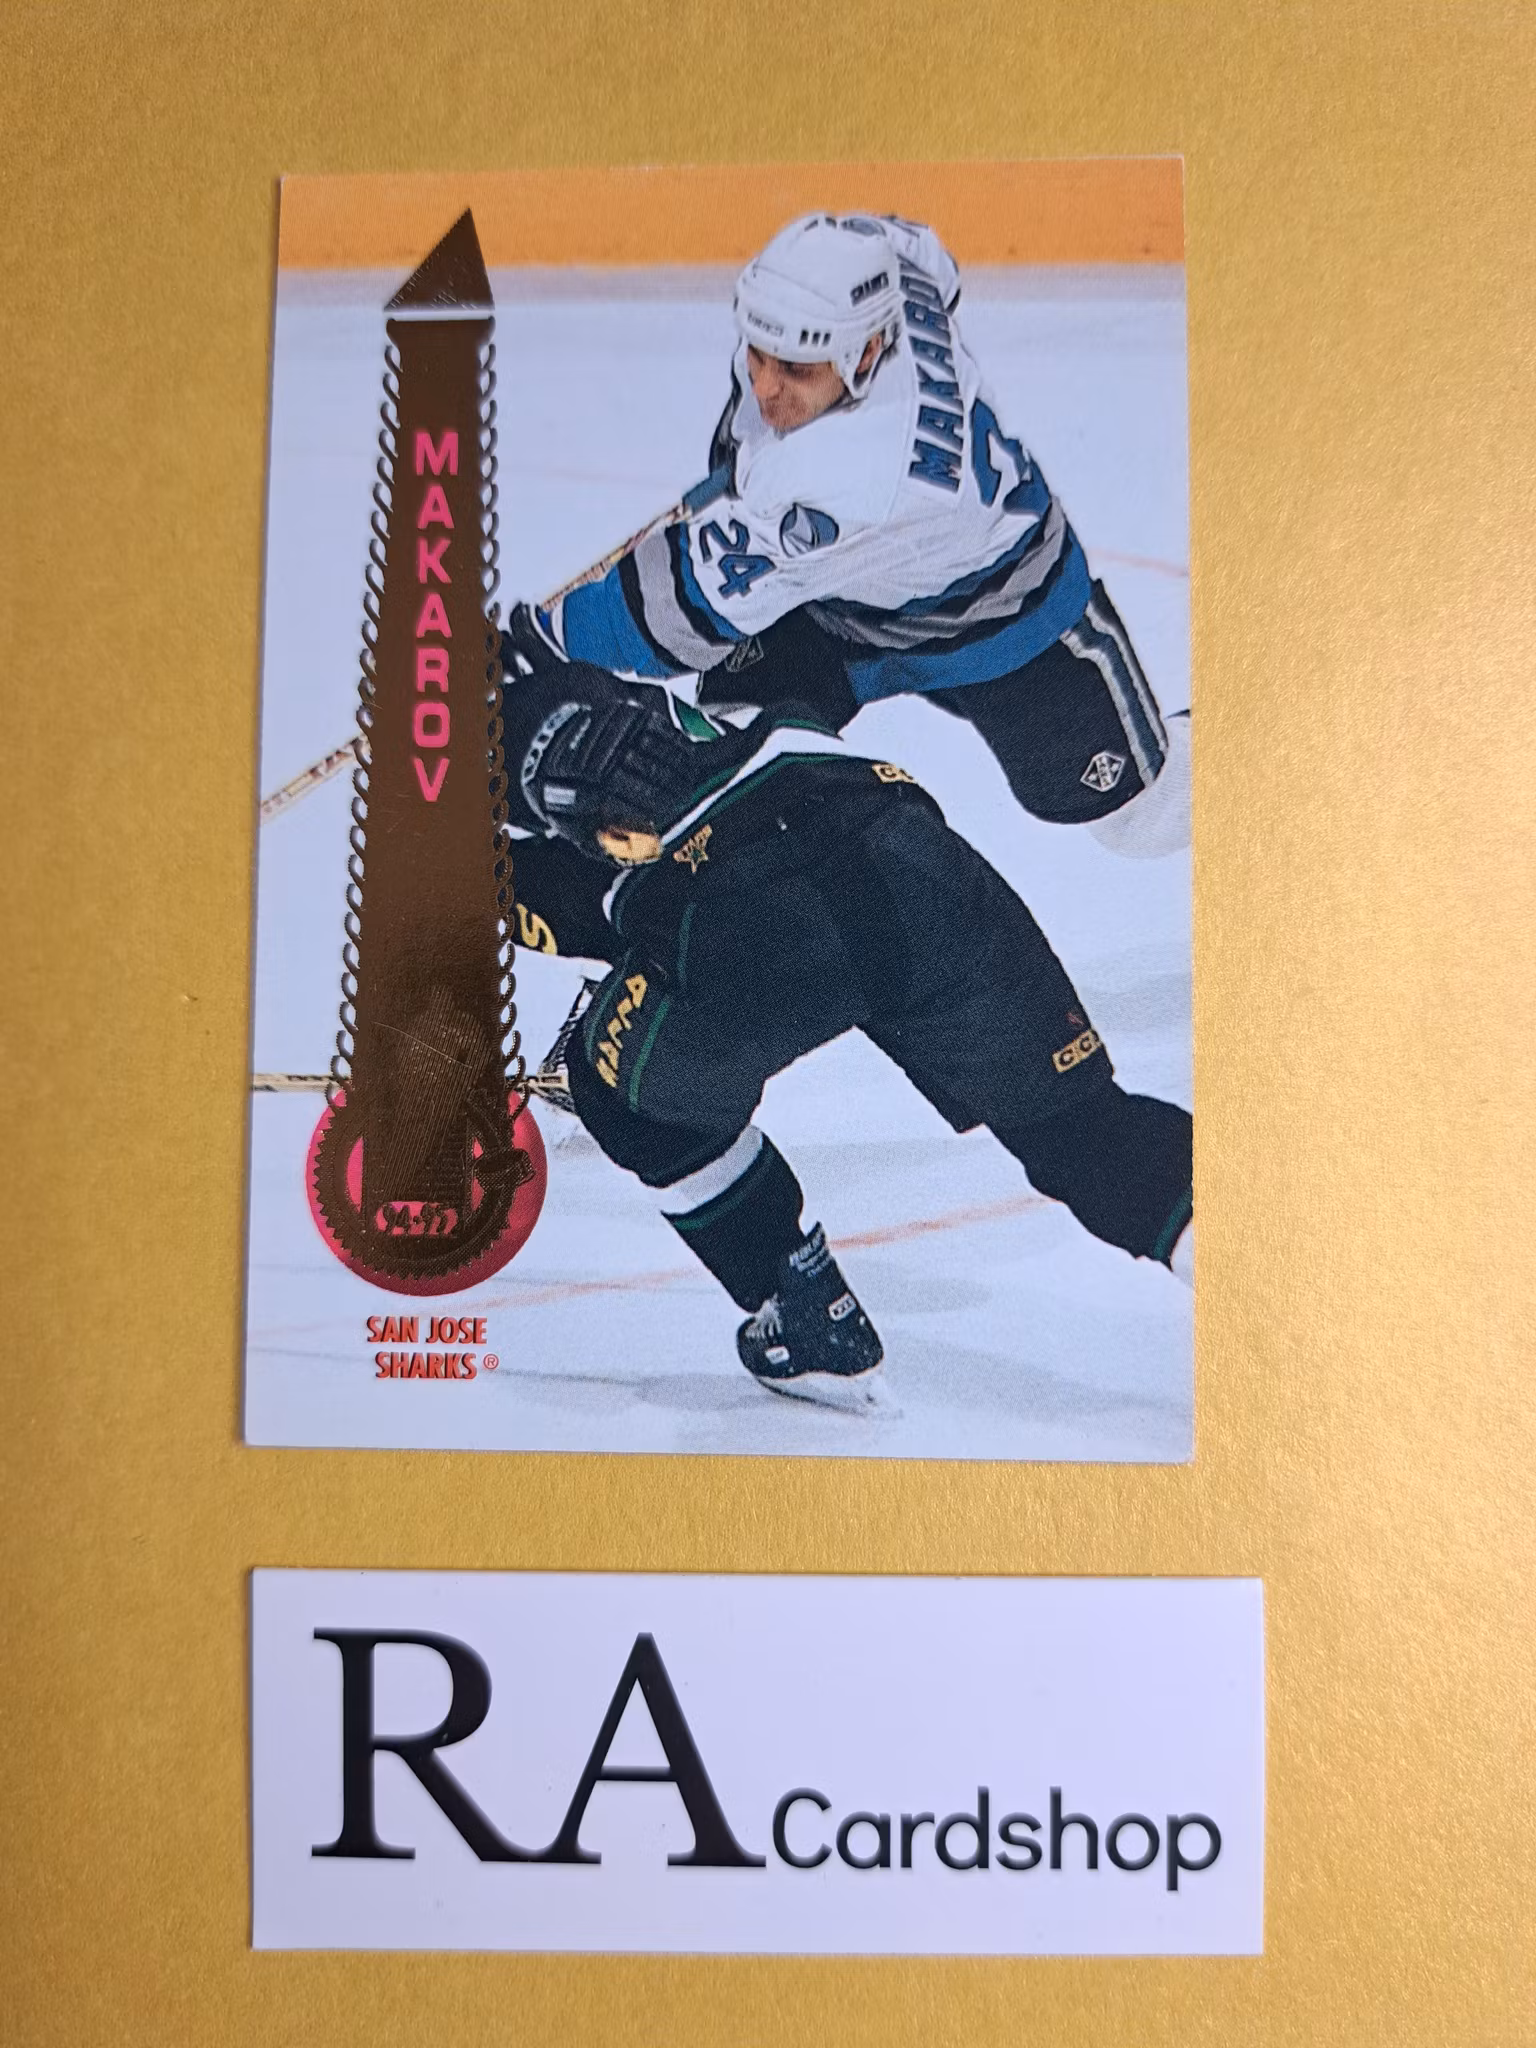 MAKAROV
94-95
SAN JOSE
SHARKS®
MAKAROV
24
CCM
RA Cardshop